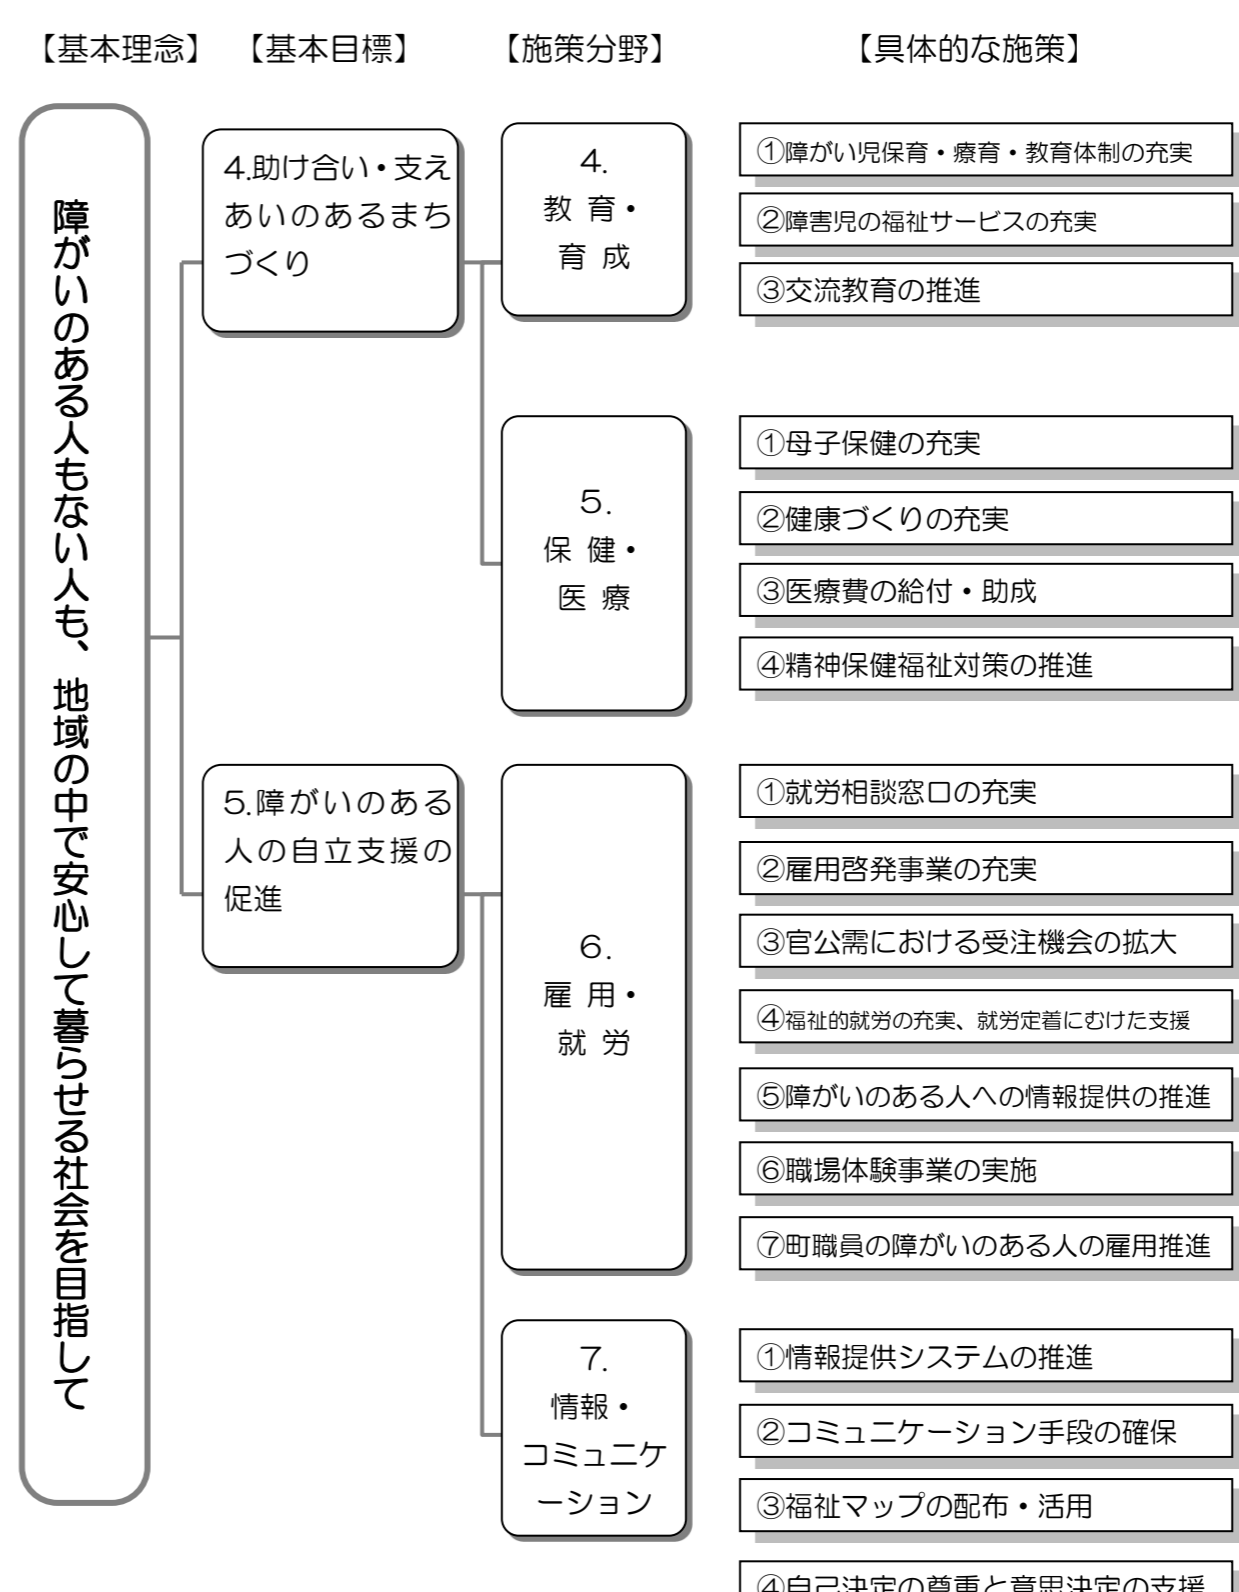 【基本理念】 【基本目標】 【施策分野】 【具体的な施策】
障がいのある人もない人も、地域の中で安心して暮らせる社会を目指して
4.助け合い・支え
あいのあるまち
づくり
4.
教 育・
育 成
①障がい児保育・療育・教育体制の充実
②障害児の福祉サービスの充実
③交流教育の推進
5.
保 健・
医 療
①母子保健の充実
②健康づくりの充実
③医療費の給付・助成
④精神保健福祉対策の推進
5.障がいのある
人の自立支援の
促進
6.
雇 用・
就 労
①就労相談窓口の充実
②雇用啓発事業の充実
③官公需における受注機会の拡大
④福祉的就労の充実、就労定着にむけた支援
⑤障がいのある人への情報提供の推進
⑥職場体験事業の実施
⑦町職員の障がいのある人の雇用推進
7.
情報・
コミュニケ
ーション
①情報提供システムの推進
②コミュニケーション手段の確保
③福祉マップの配布・活用
④自己決定の尊重と意思決定の支援